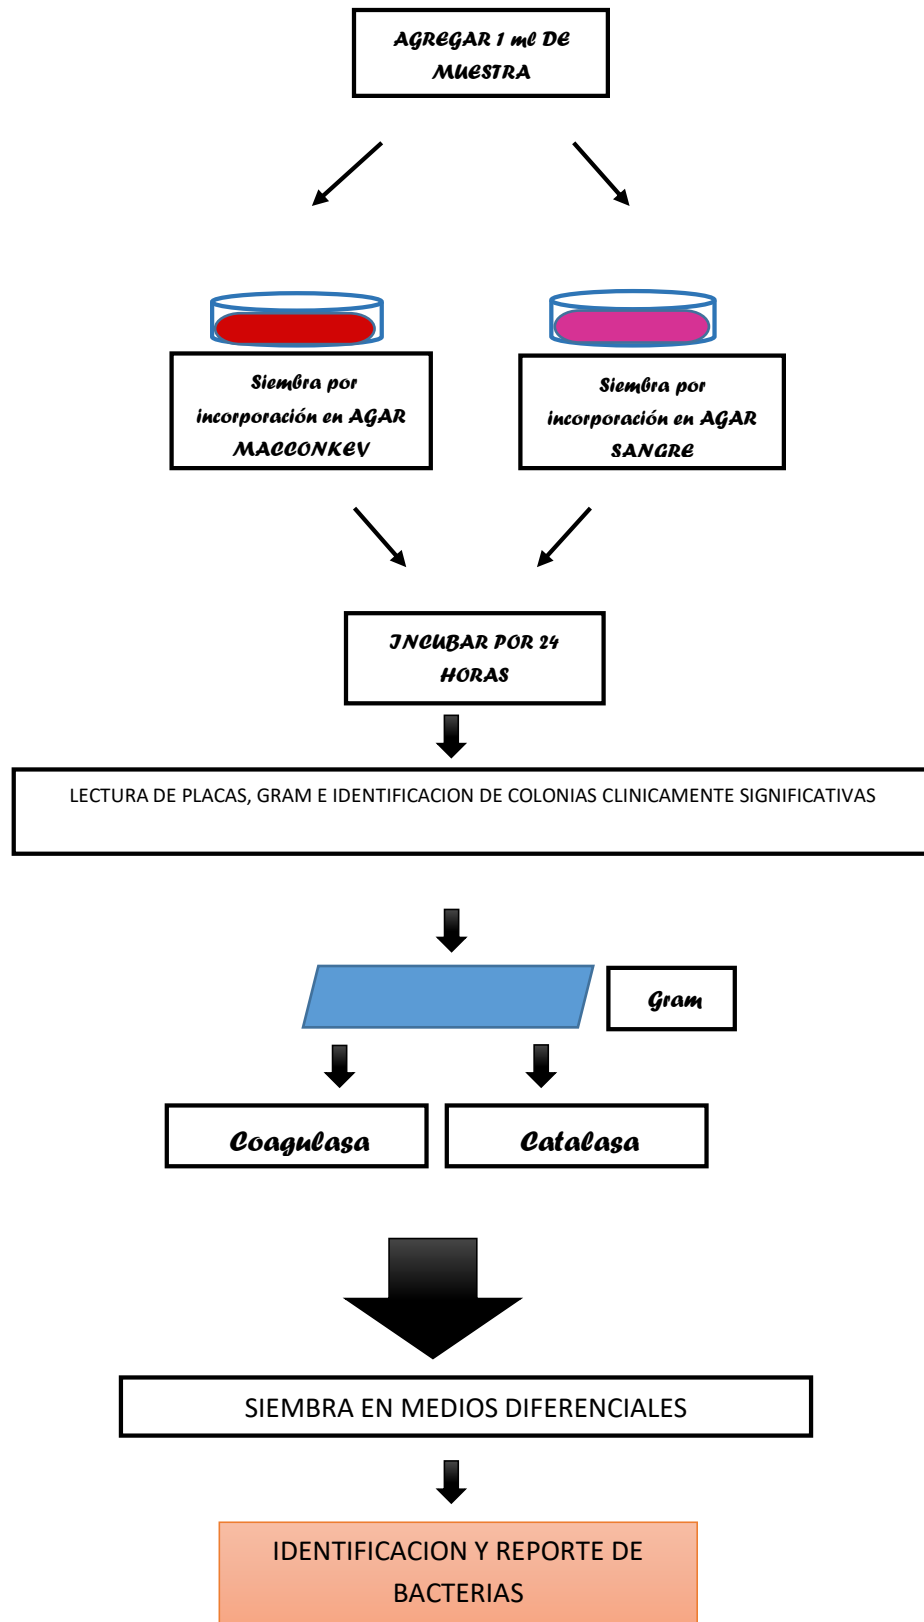 AGREGAR 1 ml DE
MUESTRA
Siembra por
incorporación en AGAR
MACCONKEV
Siembra por
incorporación en AGAR
SANGRE
INCUBAR POR 24
HORAS
LECTURA DE PLACAS, GRAM E IDENTIFICACION DE COLONIAS CLINICAMENTE SIGNIFICATIVAS
Gram
Coagulasa
Catalasa
SIEMBRA EN MEDIOS DIFERENCIALES
IDENTIFICACION Y REPORTE DE
BACTERIAS